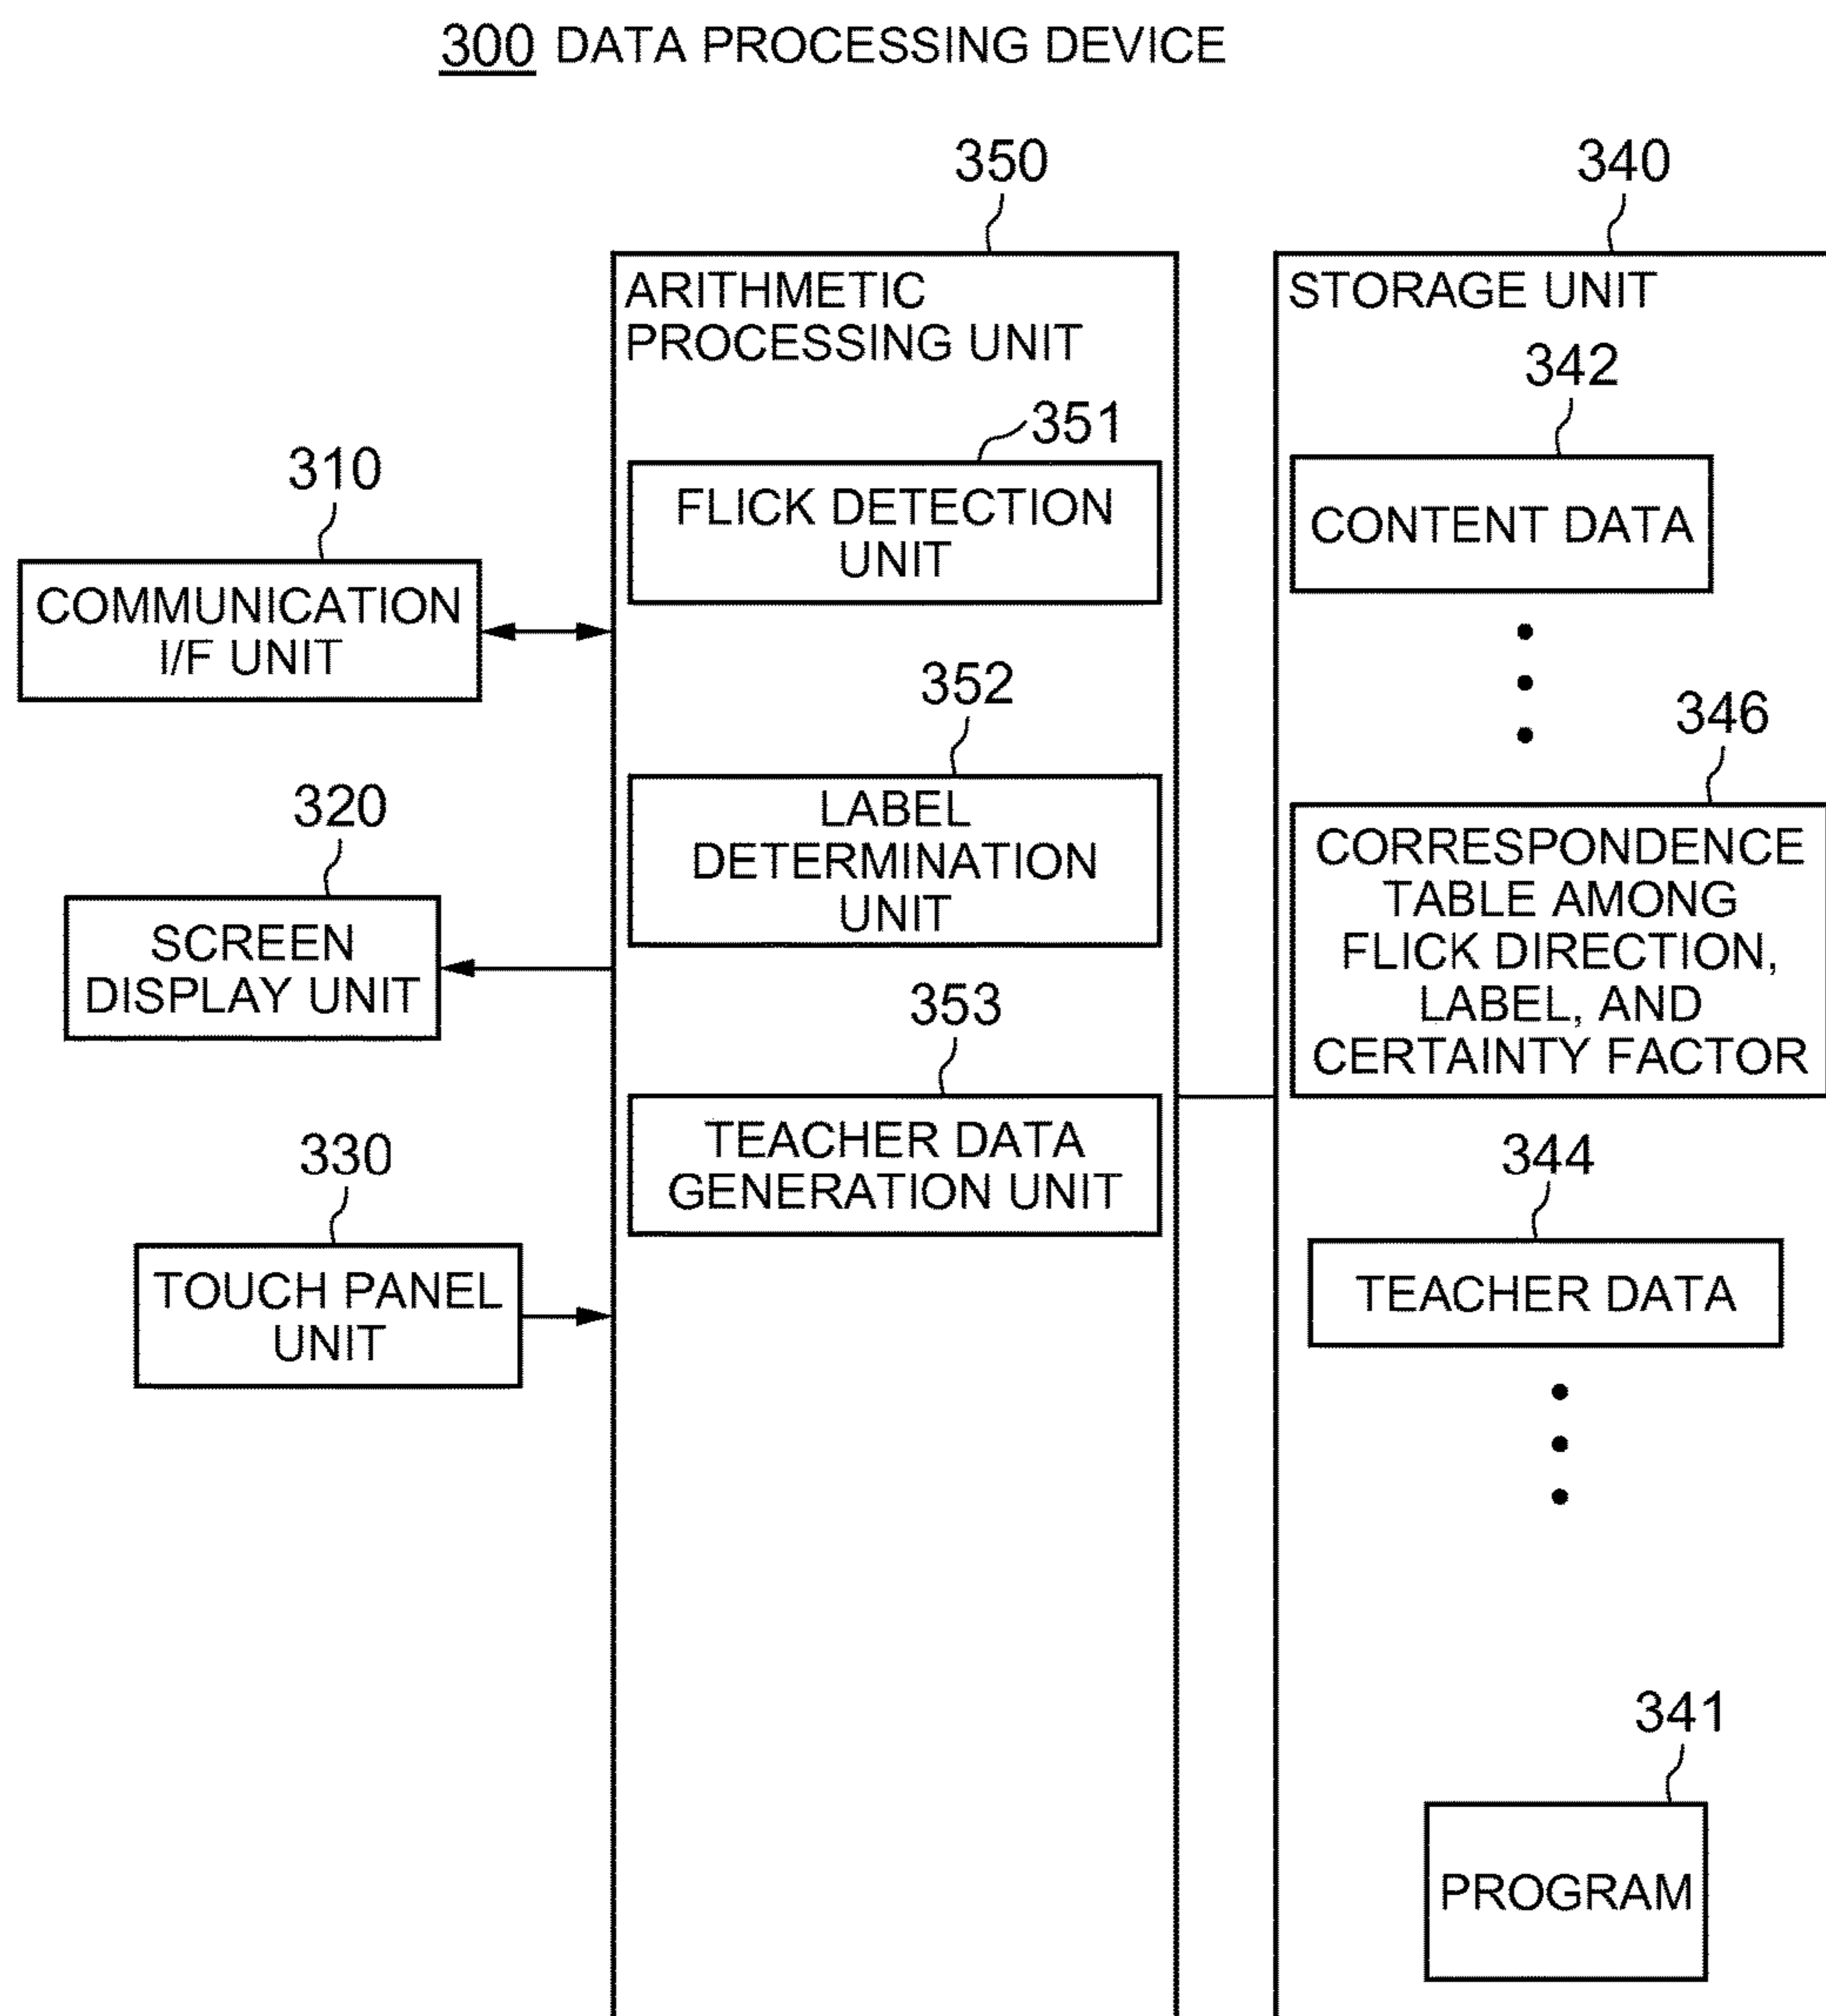 300 DATA PROCESSING DEVICE
350
ARITHMETIC
PROCESSING UNIT
351
FLICK DETECTION
UNIT
352
LABEL
DETERMINATION
UNIT
353
TEACHER DATA
GENERATION UNIT
310
COMMUNICATION
I/F UNIT
320
SCREEN
DISPLAY UNIT
330
TOUCH PANEL
UNIT
340
STORAGE UNIT
342
CONTENT DATA
346
CORRESPONDENCE
TABLE AMONG
FLICK DIRECTION,
LABEL, AND
CERTAINTY FACTOR
344
TEACHER DATA
341
PROGRAM